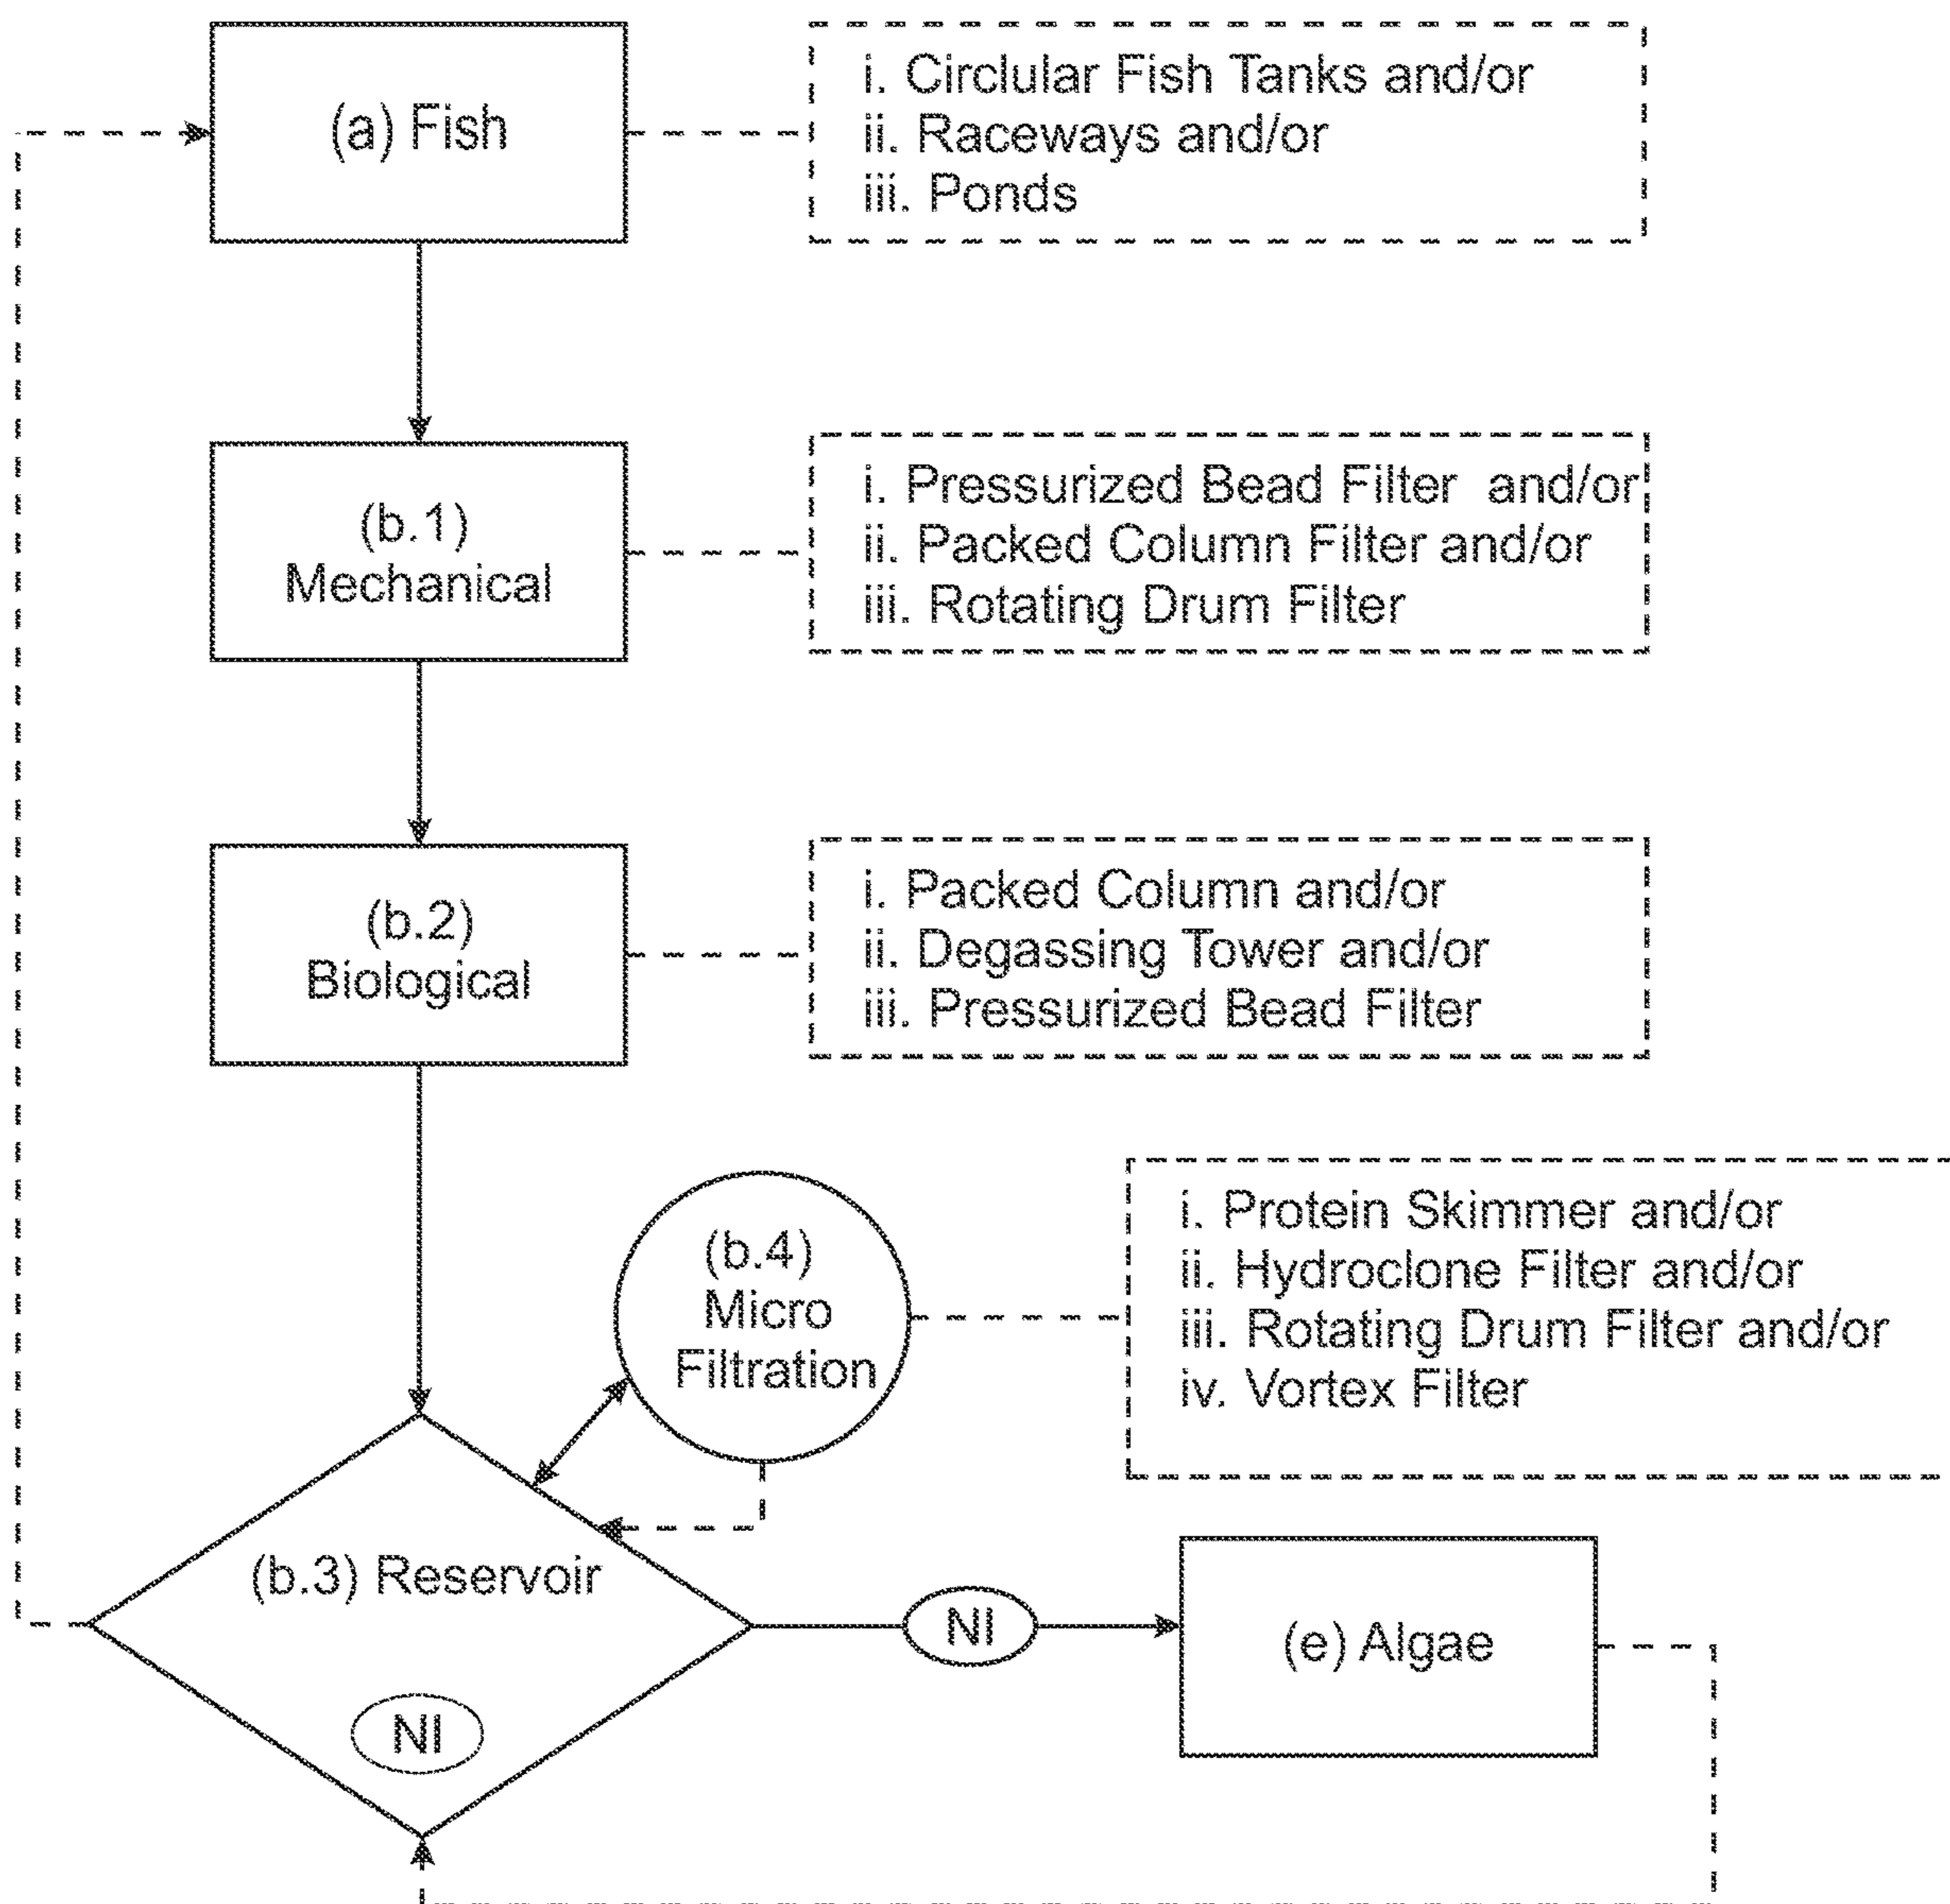 (a) Fish
i. Circlular Fish Tanks and/or
ii. Raceways and/or
iii. Ponds
(b.1)
Mechanical
i. Pressurized Bead Filter and/or
ii. Packed Column Filter and/or
iii. Rotating Drum Filter
(b.2)
Biological
i. Packed Column and/or
ii. Degassing Tower and/or
iii. Pressurized Bead Filter
(b.4)
Micro
Filtration
i. Protein Skimmer and/or
ii. Hydroclone Filter and/or
iii. Rotating Drum Filter and/or
iv. Vortex Filter
(b.3) Reservoir
NI
NI
(e) Algae